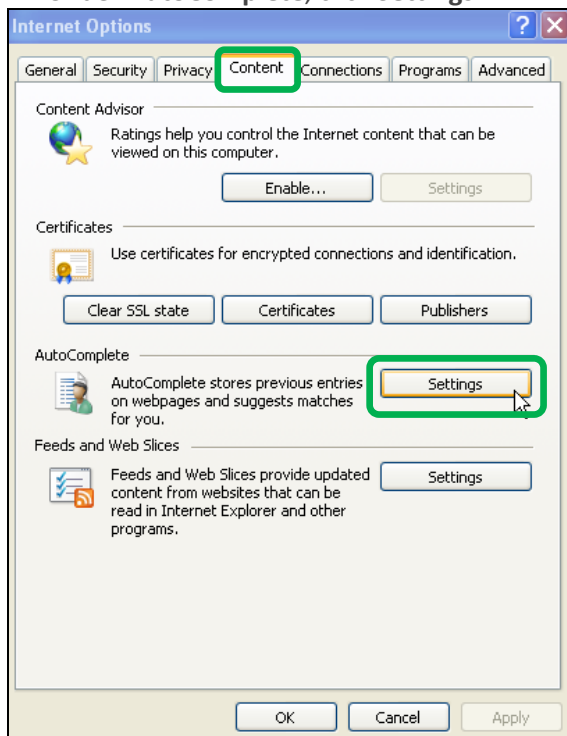 Internet Options
General Security Privacy Content Connections Programs Advanced
Content Advisor
Ratings help you control the Internet content that can be
viewed on this computer.
Enable... Settings
Certificates
Use certificates for encrypted connections and identification.
Clear SSL state Certificates Publishers
AutoComplete
AutoComplete stores previous entries
on webpages and suggests matches
for you.
Settings
Feeds and Web Slices
Feeds and Web Slices provide updated
content from websites that can be
read in Internet Explorer and other
programs.
Settings
OK Cancel Apply